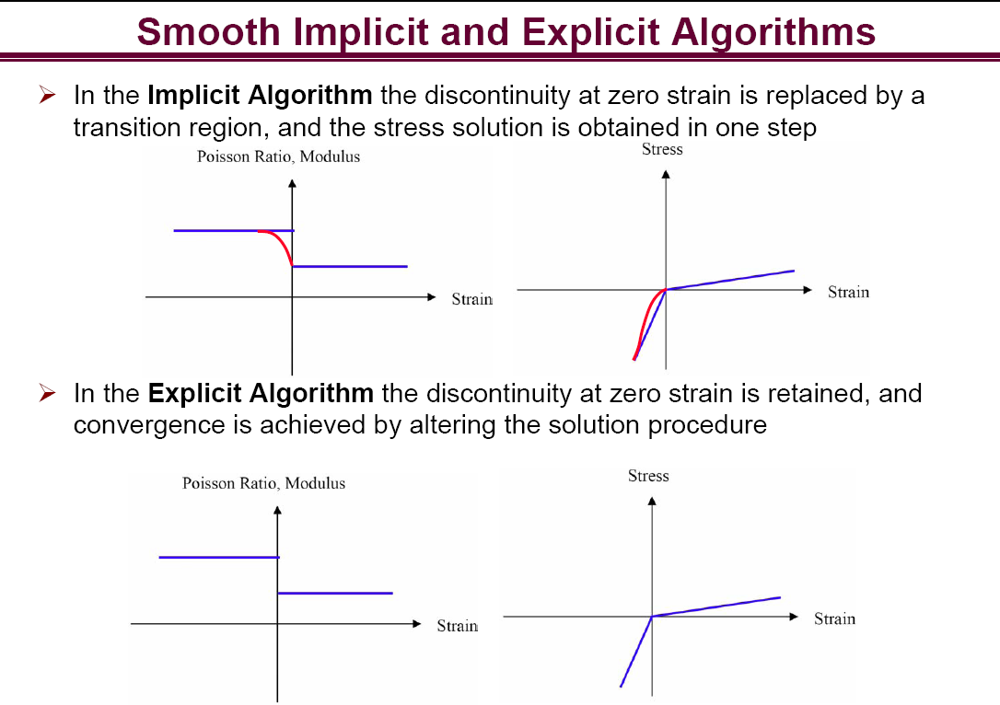 Smooth Implicit and Explicit Algorithms
➢ In the Implicit Algorithm the discontinuity at zero strain is replaced by a
transition region, and the stress solution is obtained in one step
Poisson Ratio, Modulus
Strain
Stress
Strain
➢ In the Explicit Algorithm the discontinuity at zero strain is retained, and
convergence is achieved by altering the solution procedure
Poisson Ratio, Modulus
Strain
Stress
Strain